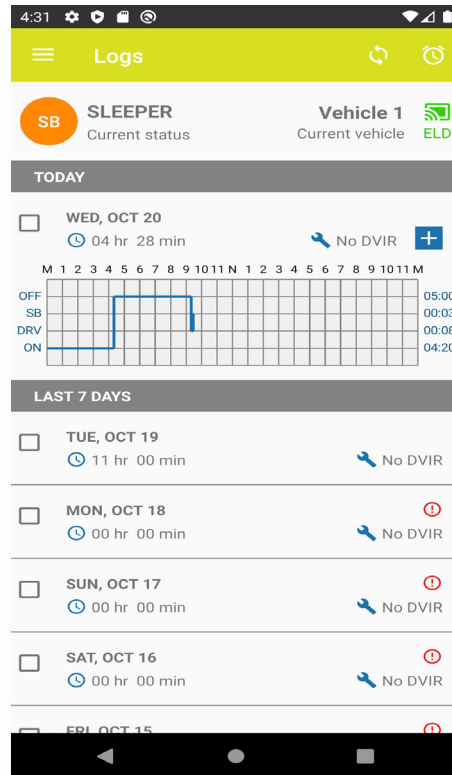 4:31
Logs
SB SLEEPER Vehicle 1
Current status Current vehicle ELD
TODAY
WED, OCT 20
04 hr 28 min No DVIR +
M 1 2 3 4 5 6 7 8 9 10 11 N 1 2 3 4 5 6 7 8 9 10 11 M
OFF 05:00
SB 00:03
DRV 00:08
ON 04:20
LAST 7 DAYS
TUE, OCT 19
11 hr 00 min No DVIR
MON, OCT 18
00 hr 00 min No DVIR
SUN, OCT 17
00 hr 00 min No DVIR
SAT, OCT 16
00 hr 00 min No DVIR
FRI, OCT 15